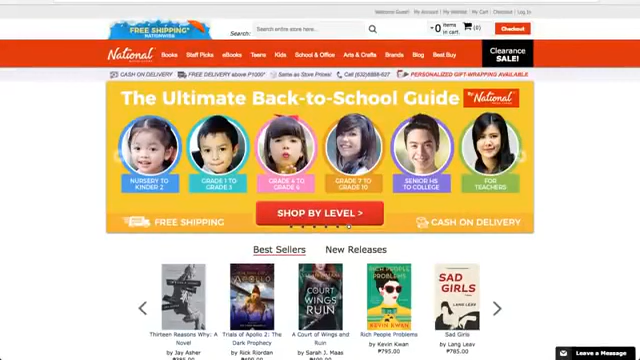 Welcome Guest! | My Account | My Wishlist | My Cart | Checkout | Log In
FREE SHIPPING*
NATIONWIDE
Search:
Search entire store here...
0 items in cart.
(0)
Checkout
National
Books
Staff Picks
eBooks
Teens
Kids
School & Office
Arts & Crafts
Brands
Blog
Best Buy
Clearance
SALE!
CASH ON DELIVERY
FREE DELIVERY above P1000*
Same as Store Prices!
PERSONALIZED GIFT-WRAPPING AVAILABLE
The Ultimate Back-to-School Guide
By National
NURSERY TO
KINDER 2
GRADE 1 TO
GRADE 3
GRADE 4 TO
GRADE 6
GRADE 7 TO
GRADE 10
SENIOR HS
TO COLLEGE
FOR
TEACHERS
FREE SHIPPING
SHOP BY LEVEL >
CASH ON DELIVERY
Best Sellers
New Releases
APOLLO
COURT
WINGS
RUIN
RICH PEOPLE
PROBLEMS
KEVIN KWAN
SAD
GIRLS
LANG LEAV
Thirteen Reasons Why: A
Novel
by Jay Asher
Trials of Apollo 2: The
Dark Prophecy
by Rick Riordan
A Court of Wings and
Ruin
by Sarah J. Maas
Rich People Problems
by Kevin Kwan
₱795.00
Sad Girls
by Lang Leav
Leave a Message